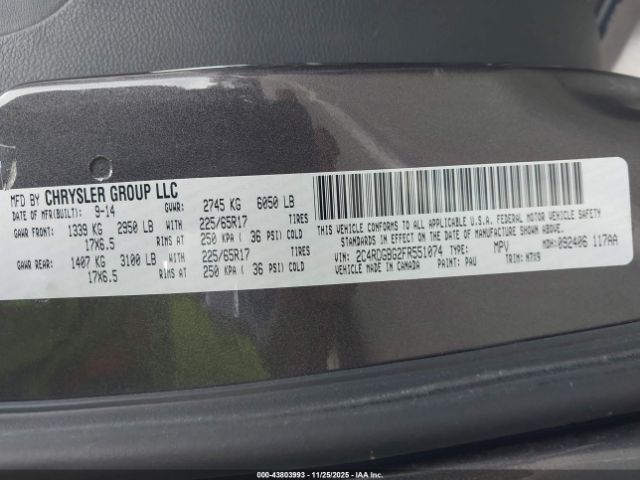 MFD BY CHRYSLER GROUP LLC
DATE OF MFR(BUILT): 9-14 GVWR: 2745 KG 6050 LB
GAWR FRONT: 1339 KG 2950 LB WITH 225/65R17 TIRES
17X6.5 RIMS AT 250 KPA ( 36 PSI) COLD
GAWR REAR: 1407 KG 3100 LB WITH 225/65R17 TIRES
17X6.5 RIMS AT 250 KPA ( 36 PSI) COLD
THIS VEHICLE CONFORMS TO ALL APPLICABLE U.S.A. FEDERAL MOTOR VEHICLE SAFETY
STANDARDS IN EFFECT ON THE DATE OF MANUFACTURE SHOWN ABOVE.
VIN: 2C4RDGBG2FR551074 TYPE: MPV MDH: 092406 117AA
MADE IN CANADA PAINT: PAU TRIM: N7X9
000-43803993 - 11/25/2025 - IAAI.com